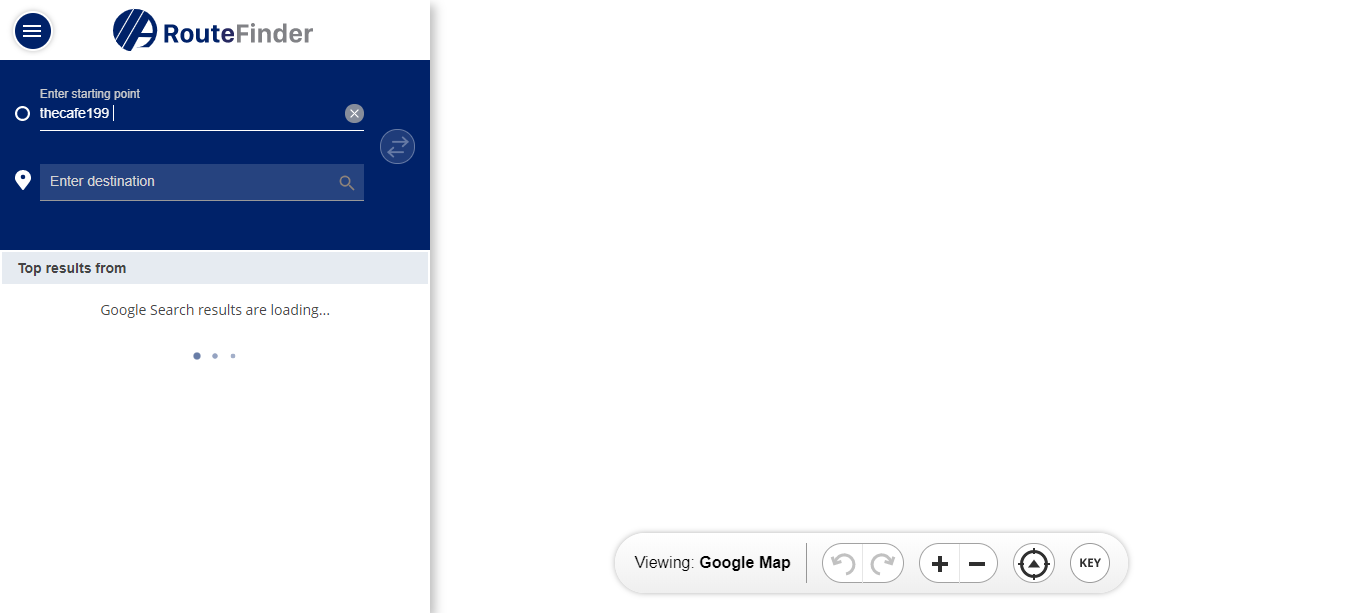 RouteFinder
Enter starting point
thecafe199
Enter destination
Top results from
Google Search results are loading...
Viewing: Google Map
KEY